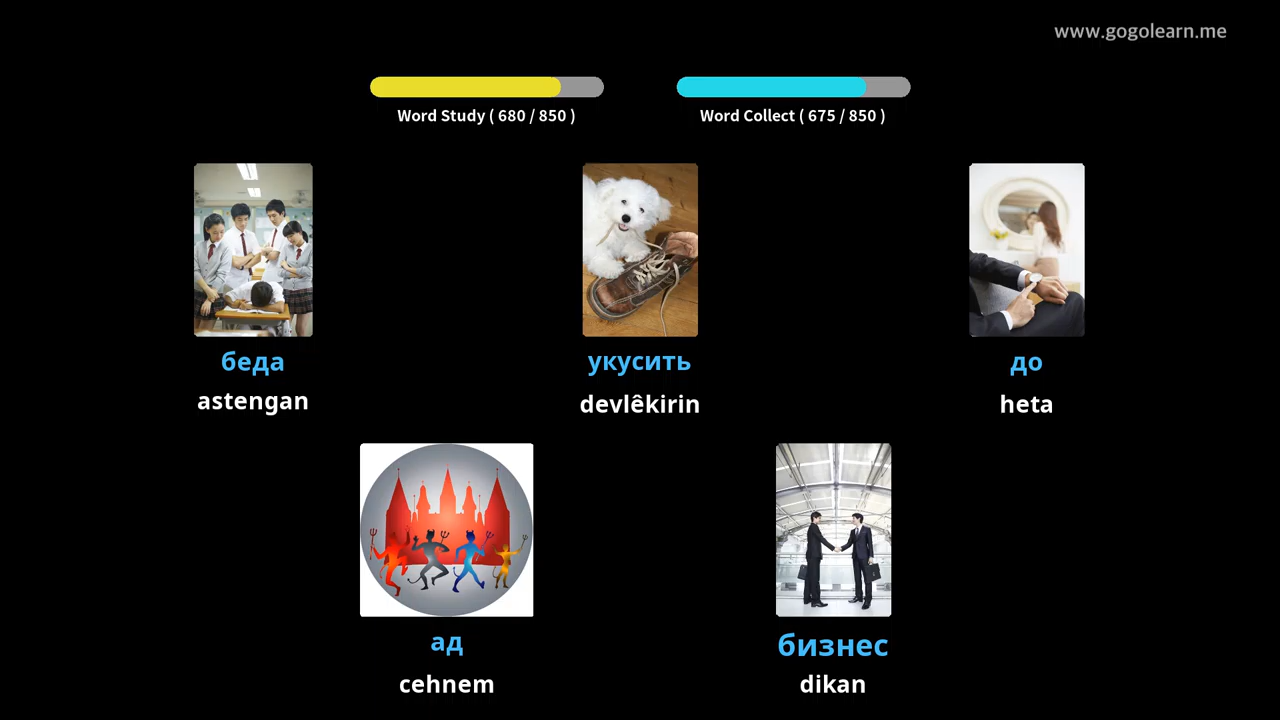 www.gogolearn.me
Word Study ( 680 / 850 )
Word Collect ( 675 / 850 )
беда
astengan
укусить
devlêkirin
до
heta
ад
cehnem
бизнес
dikan